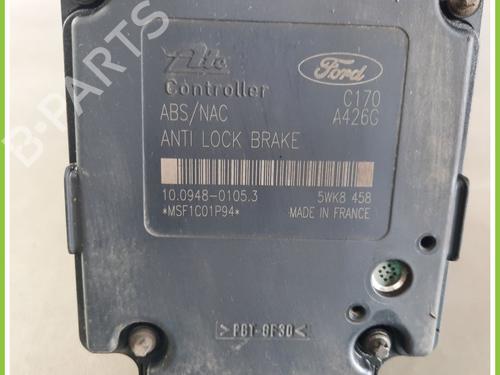 Ate
Ford
Controller
C170
ABS/NAC
A426G
ANTI LOCK BRAKE
10.0948-0105.3
5WK8 458
*MSF1C01P94*
MADE IN FRANCE
>PBT-GF30<
B-PARTS